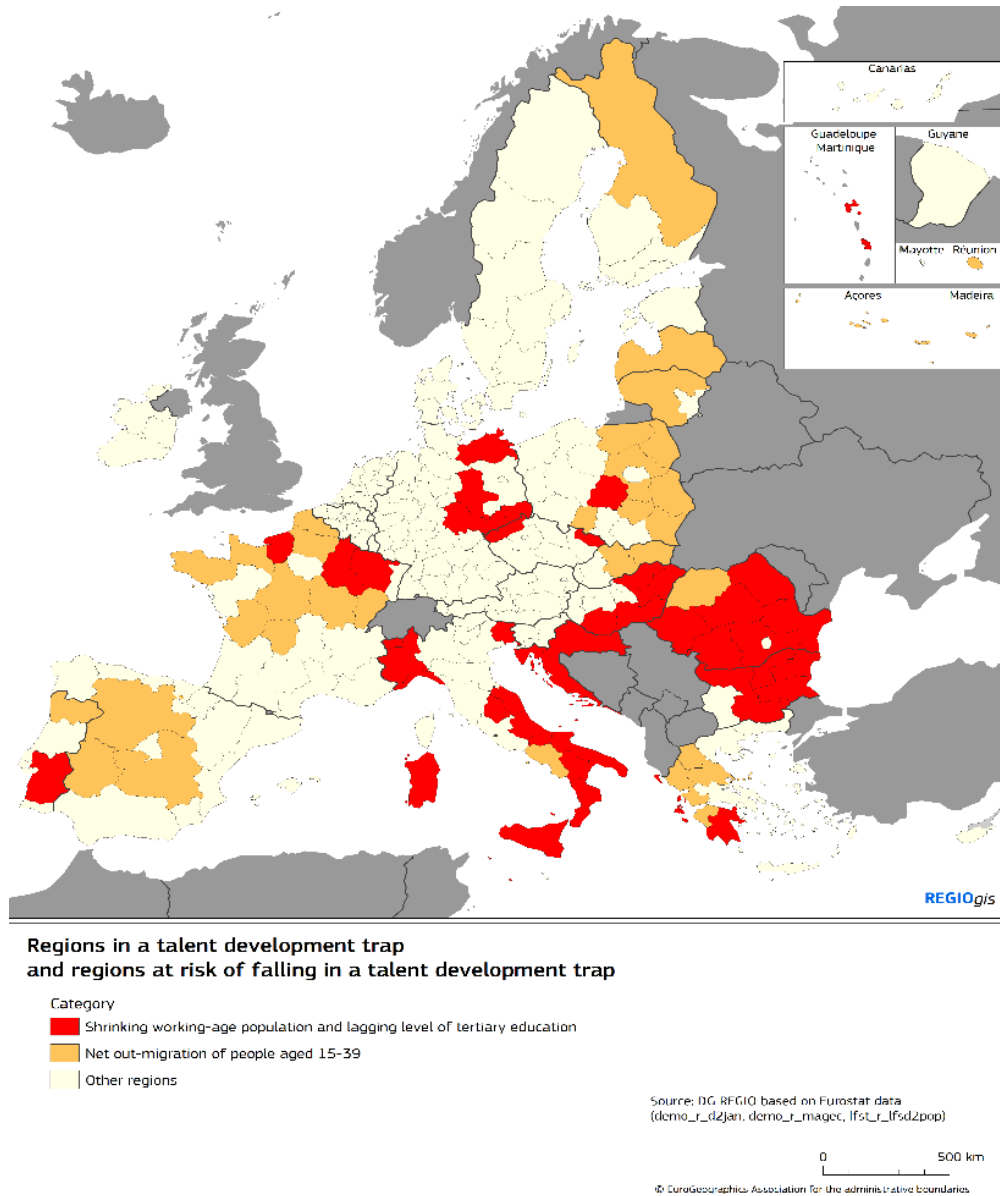 Canarias
Guadeloupe
Martinique
Guyane
Mayotte
Réunion
Açores
Madeira
REGIOgis
Regions in a talent development trap
and regions at risk of falling in a talent development trap
Category
Shrinking working-age population and lagging level of tertiary education
Net out-migration of people aged 15-39
Other regions
Source: DG REGIO based on Eurostat data
(demo_r_d2jan, demo_r_magec, lfst_r_lfsd2pop)
0 500 km
© EuroGeographics Association for the administrative boundaries